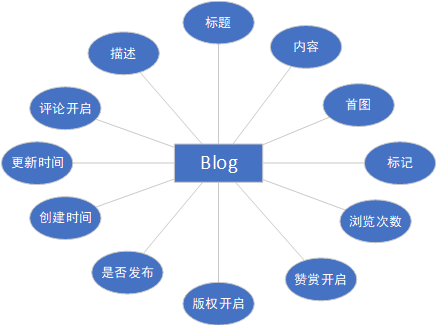 标题
描述
内容
评论开启
首图
更新时间
Blog
标记
创建时间
浏览次数
是否发布
赞赏开启
版权开启